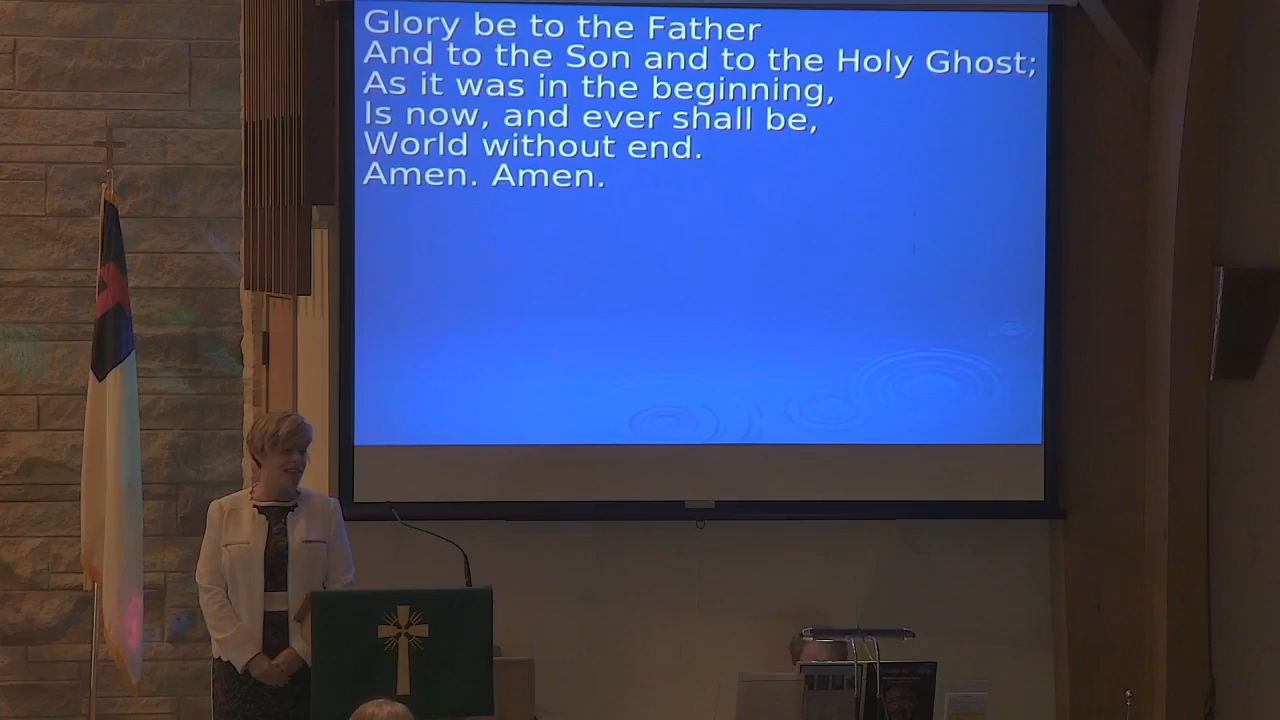 Glory be to the Father
And to the Son and to the Holy Ghost;
As it was in the beginning,
Is now, and ever shall be,
World without end.
Amen. Amen.